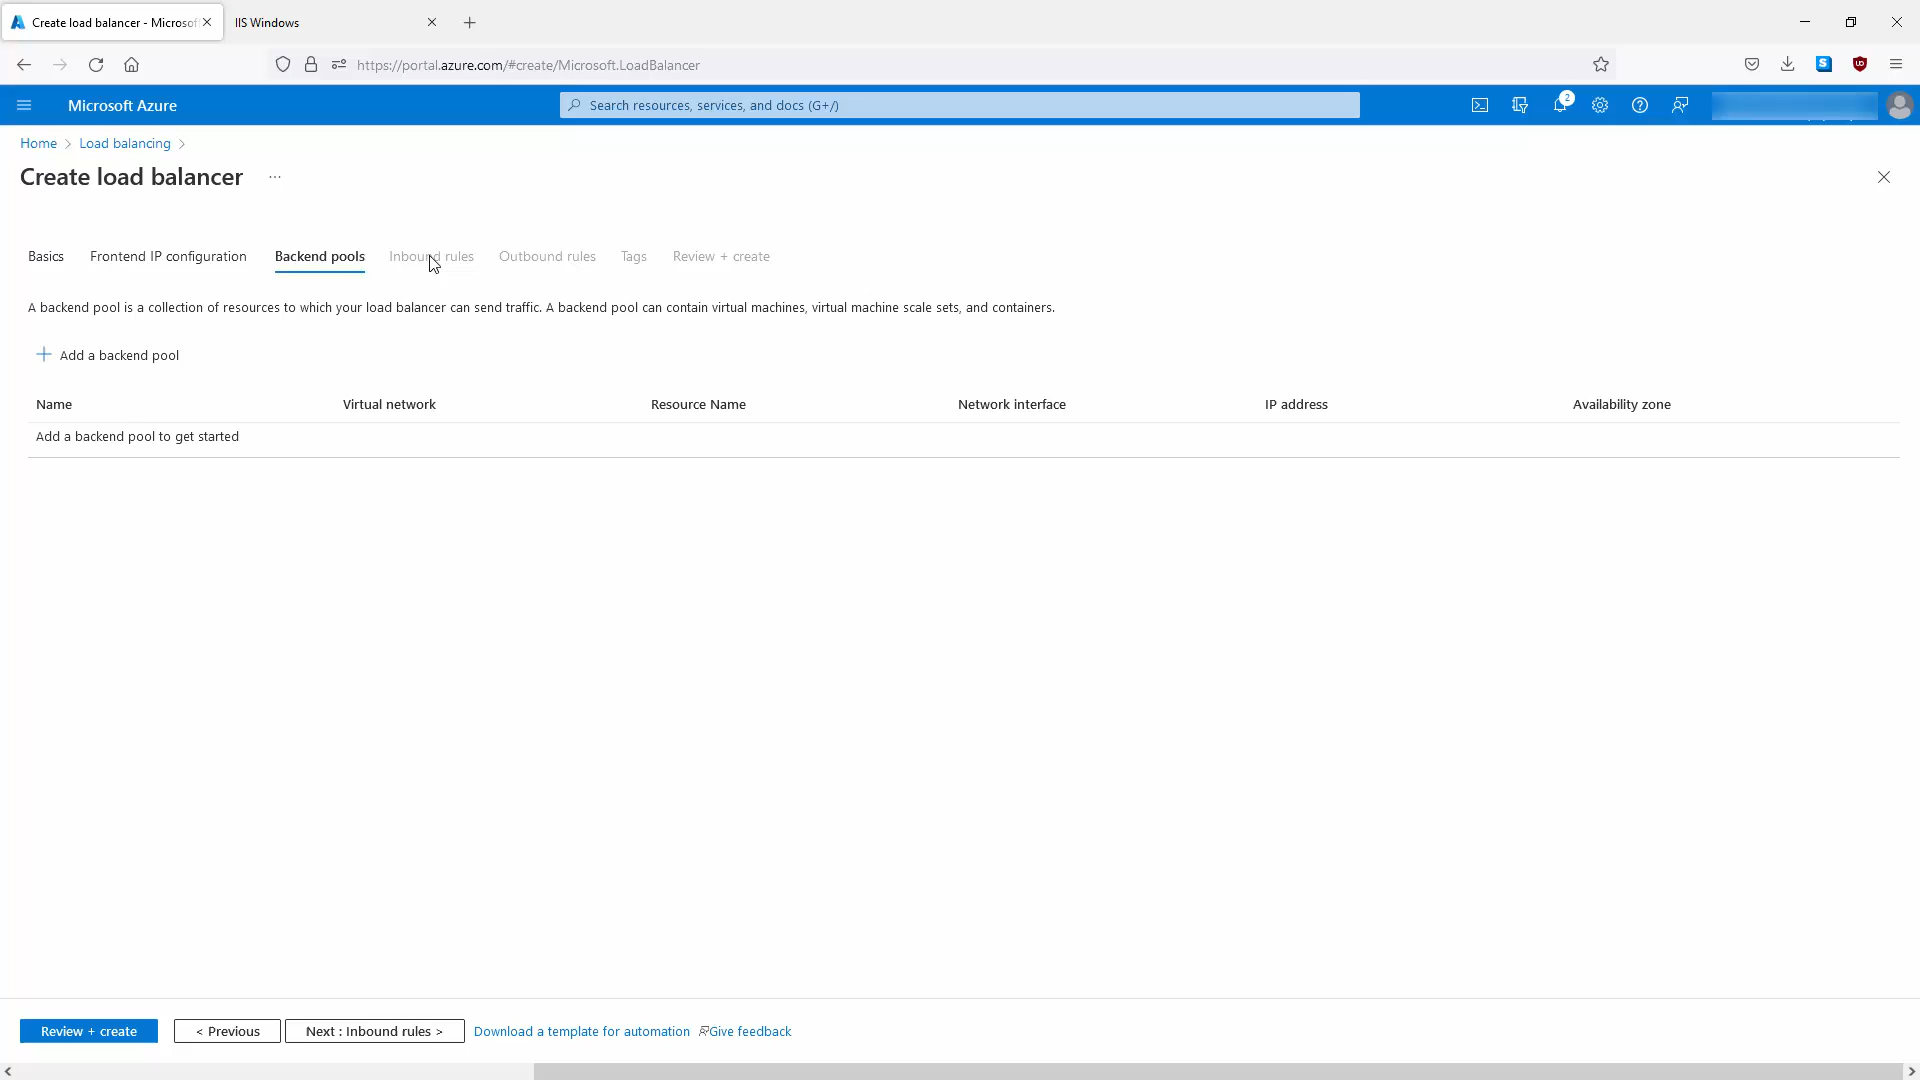 Create load balancer - Microsof
IIS Windows
https://portal.azure.com/#create/Microsoft.LoadBalancer
Microsoft Azure
Search resources, services, and docs (G+/)
2
Home > Load balancing >
Create load balancer ...
Basics Frontend IP configuration Backend pools Inbound rules Outbound rules Tags Review + create
A backend pool is a collection of resources to which your load balancer can send traffic. A backend pool can contain virtual machines, virtual machine scale sets, and containers.
+ Add a backend pool
Name Virtual network Resource Name Network interface IP address Availability zone
Add a backend pool to get started
Review + create < Previous Next : Inbound rules > Download a template for automation Give feedback